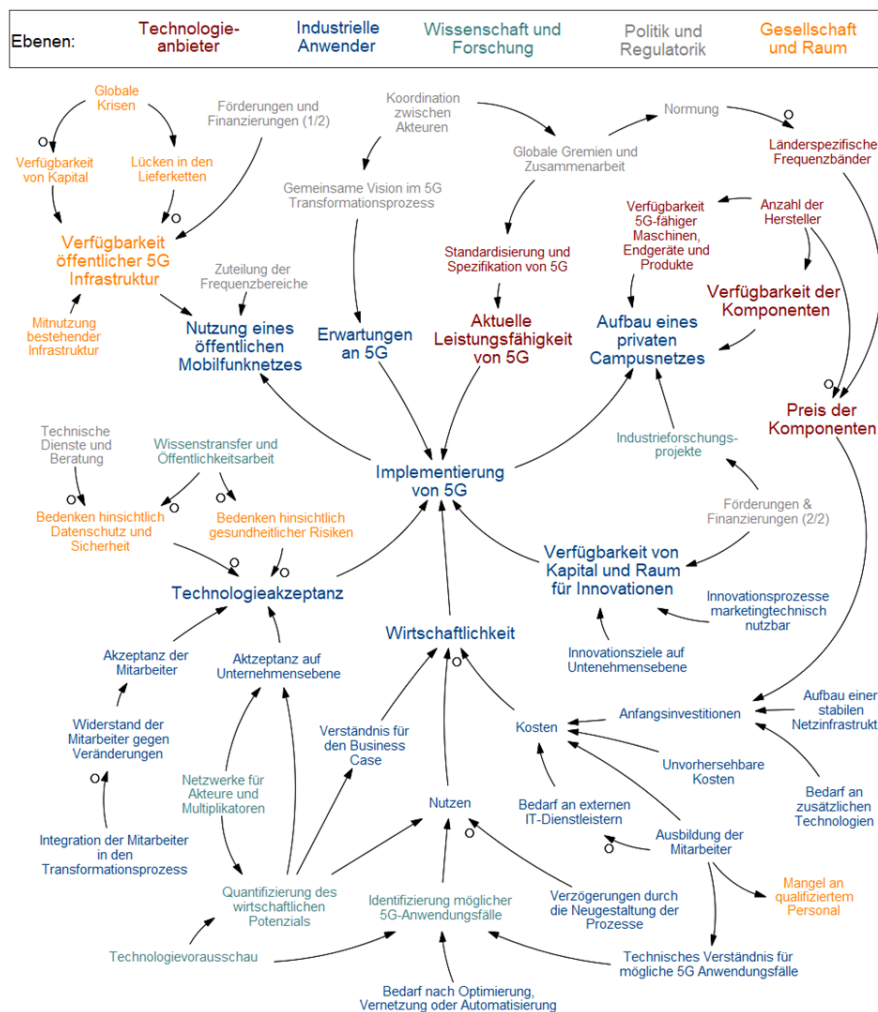 Ebenen:
Technologie-
anbieter
Industrielle
Anwender
Wissenschaft und
Forschung
Politik und
Regulatorik
Gesellschaft
und Raum
Globale
Krisen
Förderungen und
Finanzierungen (1/2)
Koordination
zwischen
Akteuren
Normung
O
O
Verfügbarkeit
von Kapital
Lücken in den
Lieferketten
Globale Gremien und
Zusammenarbeit
Länderspezifische
Frequenzbänder
Gemeinsame Vision im 5G
Transformationsprozess
O
Verfügbarkeit
5G-fähiger
Maschinen,
Endgeräte und
Produkte
Anzahl der
Hersteller
Verfügbarkeit
öffentlicher 5G
Infrastruktur
Zuteilung der
Frequenzbereiche
Standardisierung und
Spezifikation von 5G
Verfügbarkeit der
Komponenten
Mitnutzung
bestehender
Infrastruktur
Nutzung eines
öffentlichen
Mobilfunknetzes
Erwartungen
an 5G
Aktuelle
Leistungsfähigkeit
von 5G
Aufbau eines
privaten
Campusnetzes
O
Preis der
Komponenten
Technische
Dienste und
Beratung
Wissenstransfer und
Öffentlichkeitsarbeit
Industrieforschungs-
projekte
Implementierung
von 5G
O
O
O
Bedenken hinsichtlich
Datenschutz und
Sicherheit
Bedenken hinsichtlich
gesundheitlicher Risiken
Förderungen &
Finanzierungen (2/2)
O
O
Technologieakzeptanz
Verfügbarkeit von
Kapital und Raum
für Innovationen
Innovationsprozesse
marketingtechnisch
nutzbar
Wirtschaftlichkeit
O
Innovationsziele auf
Untenehmensebene
Akzeptanz der
Mitarbeiter
Aktzeptanz auf
Unternehmensebene
Widerstand der
Mitarbeiter gegen
Veränderungen
Verständnis für
den Business
Case
Kosten
Anfangsinvestitionen
Aufbau einer
stabilen
Netzinfrastrukt
O
Netzwerke für
Akteure und
Multiplikatoren
Unvorhersehbare
Kosten
Nutzen
Bedarf an externen
IT-Dienstleistern
Bedarf an
zusätzlichen
Technologien
O
O
Ausbildung der
Mitarbeiter
Integration der Mitarbeiter
in den
Transformationsprozess
Quantifizierung des
wirtschaftlichen
Potenzials
Identifizierung möglicher
5G-Anwendungsfälle
Verzögerungen durch
die Neugestaltung der
Prozesse
Mangel an
qualifiziertem
Personal
Technologievorausschau
Technisches Verständnis für
mögliche 5G Anwendungsfälle
Bedarf nach Optimierung,
Vernetzung oder Automatisierung